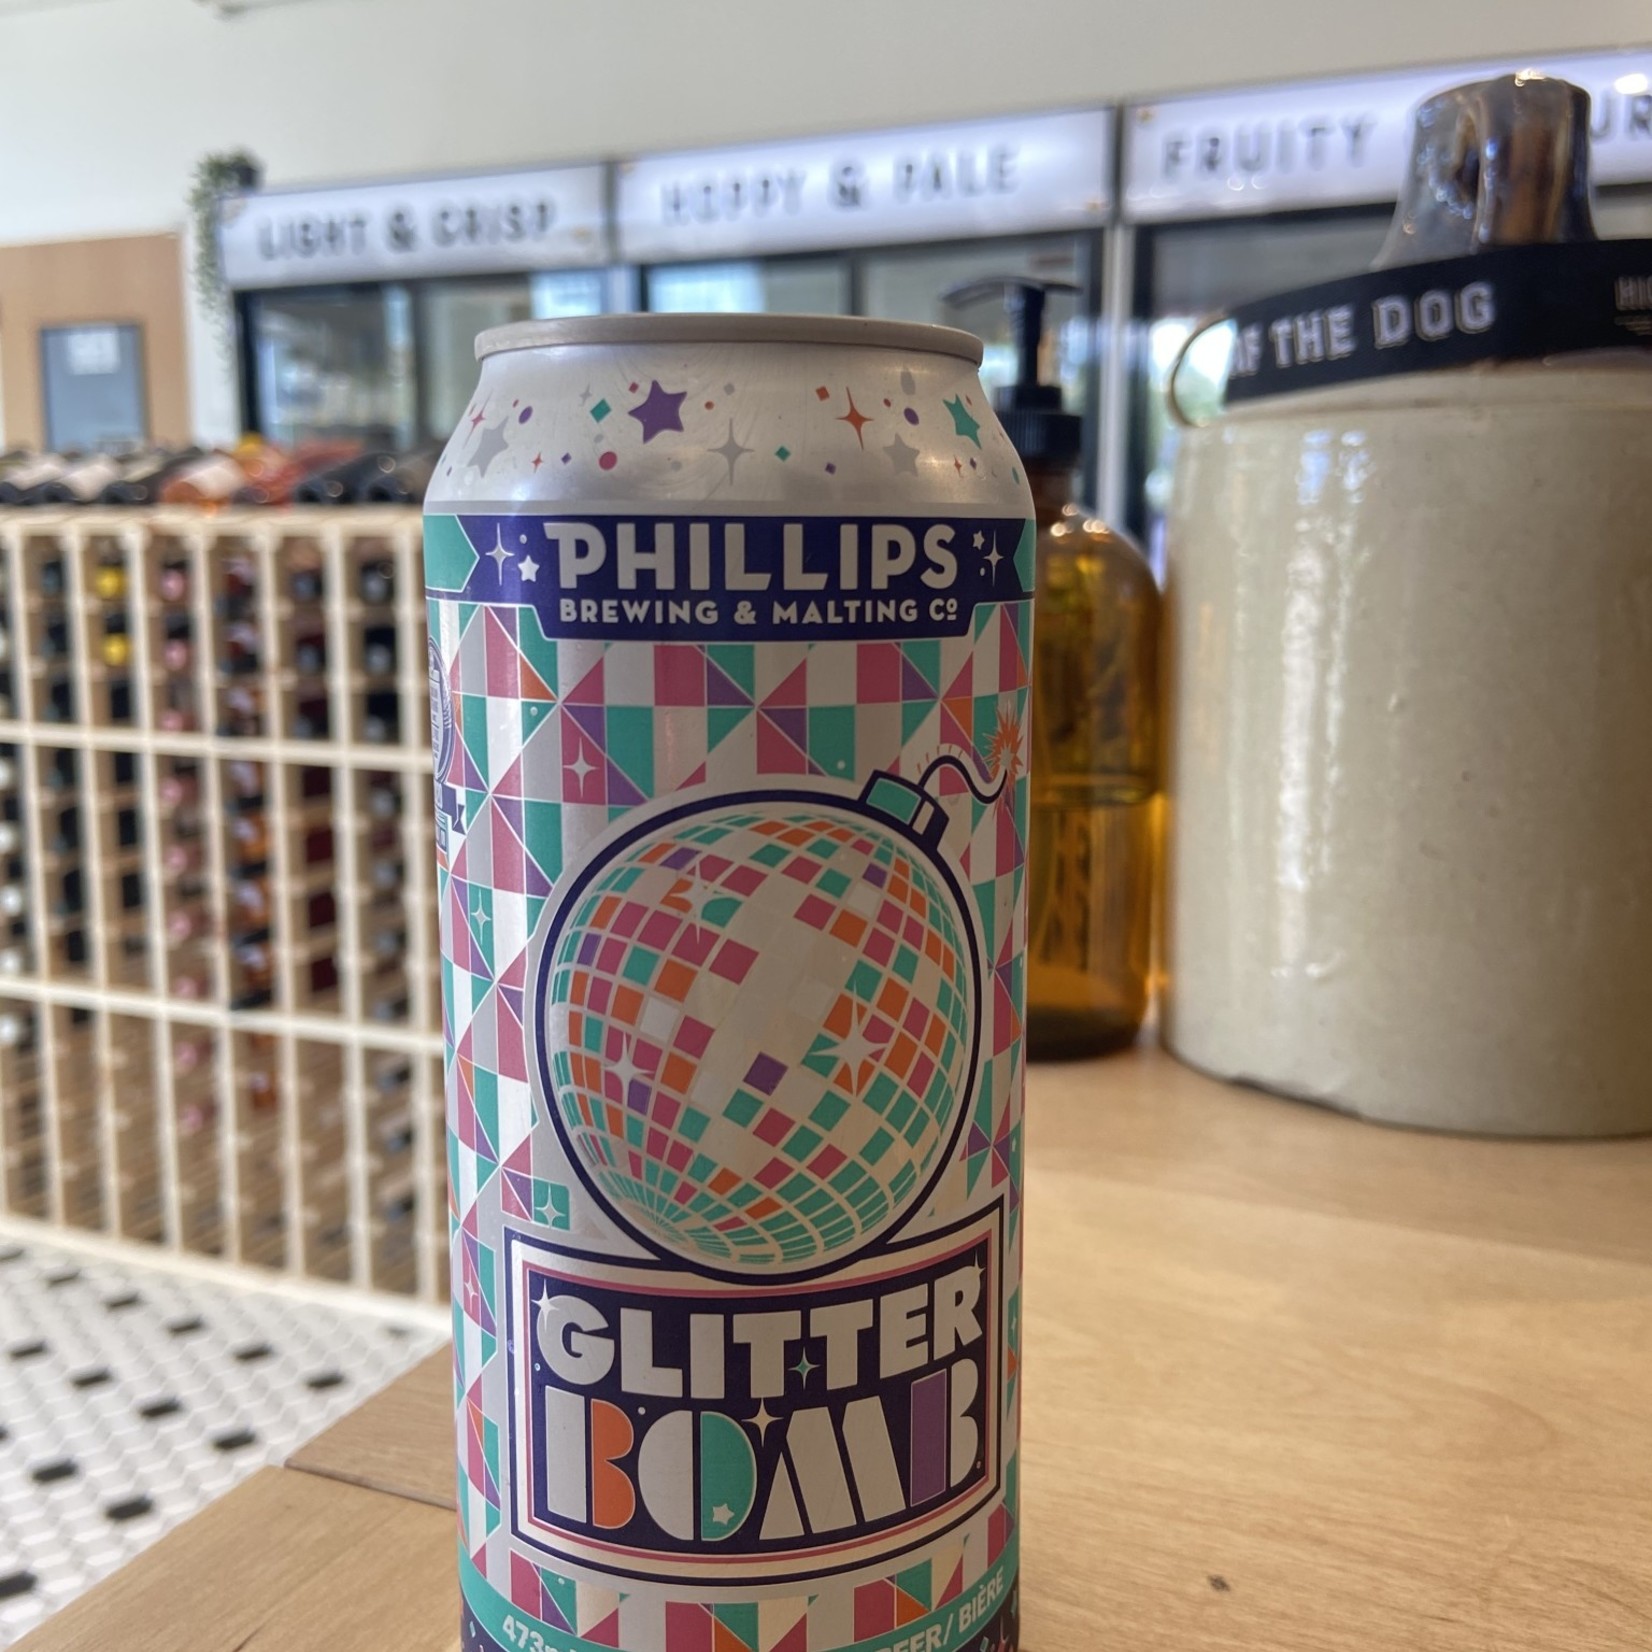 LIGHT & CRISP
HOPPY & PALE
FRUITY
OF THE DOG
PHILLIPS
BREWING & MALTING Cº
GLITTER
BOMB
BEER/ BIÈRE